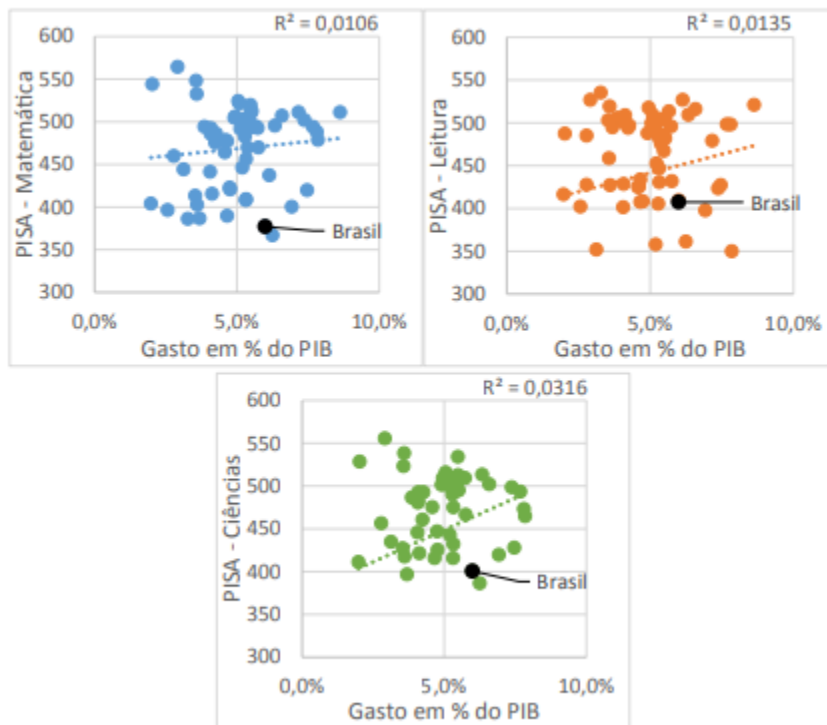 R² = 0,0106
PISA - Matemática
600
550
500
450
400
350
300
Brasil
0,0%
5,0%
10,0%
Gasto em % do PIB
R² = 0,0135
PISA - Leitura
600
550
500
450
400
350
300
Brasil
0,0%
5,0%
10,0%
Gasto em % do PIB
R² = 0,0316
PISA - Ciências
600
550
500
450
400
350
300
Brasil
0,0%
5,0%
10,0%
Gasto em % do PIB